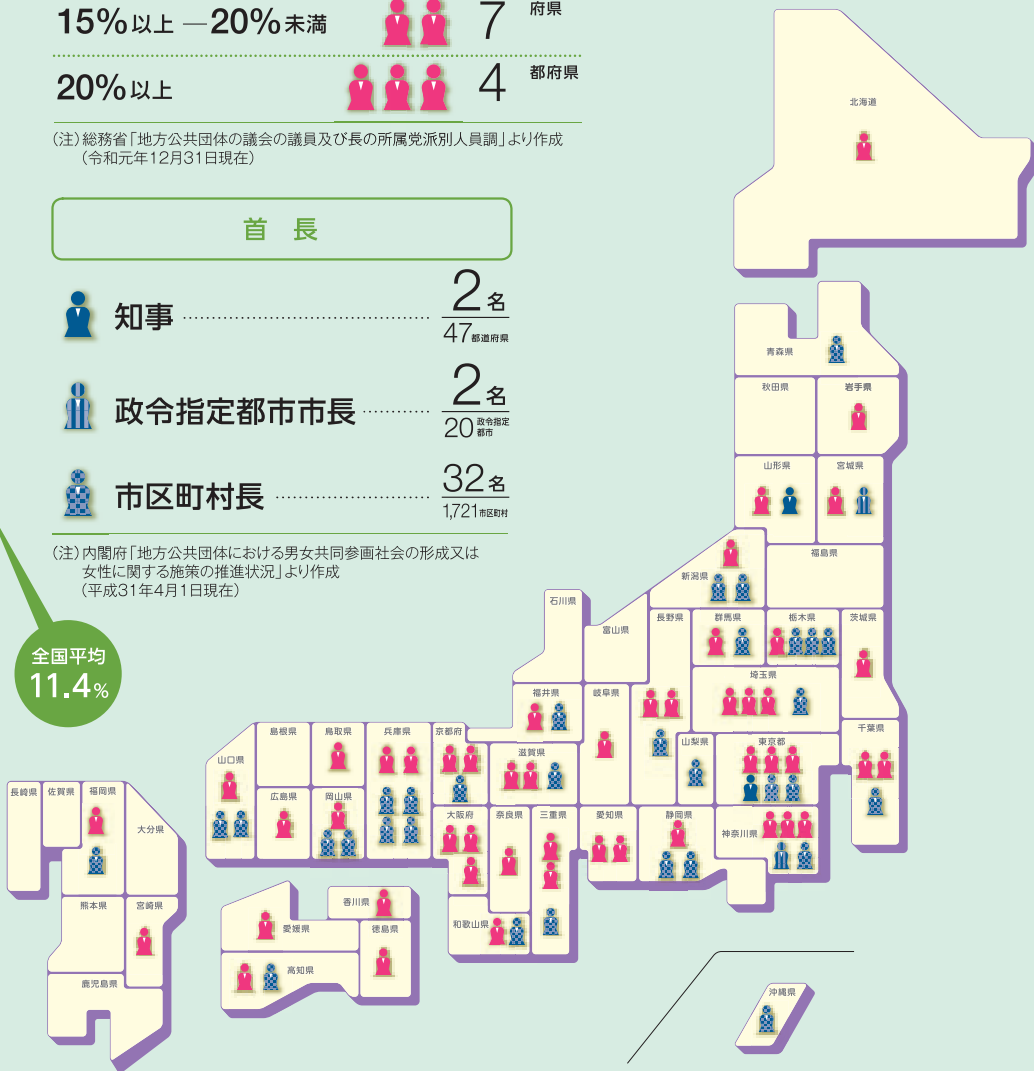 15%以上 ―20%未満 7 府県
20%以上 4 都府県
(注)総務省「地方公共団体の議会の議員及び長の所属党派別人員調」より作成
(令和元年12月31日現在)
首 長
知事 2名
47都道府県
政令指定都市市長 2名
20政令指定都市
市区町村長 32名
1,721市区町村
(注)内閣府「地方公共団体における男女共同参画社会の形成又は
女性に関する施策の推進状況」より作成
(平成31年4月1日現在)
全国平均
11.4%
北海道
青森県
秋田県
岩手県
山形県
宮城県
新潟県
福島県
石川県
富山県
長野県
群馬県
栃木県
茨城県
埼玉県
福井県
岐阜県
千葉県
山梨県
東京都
滋賀県
京都府
兵庫県
鳥取県
島根県
山口県
広島県
岡山県
大阪府
奈良県
三重県
愛知県
静岡県
神奈川県
和歌山県
長崎県
佐賀県
福岡県
大分県
熊本県
宮崎県
鹿児島県
香川県
愛媛県
徳島県
高知県
沖縄県